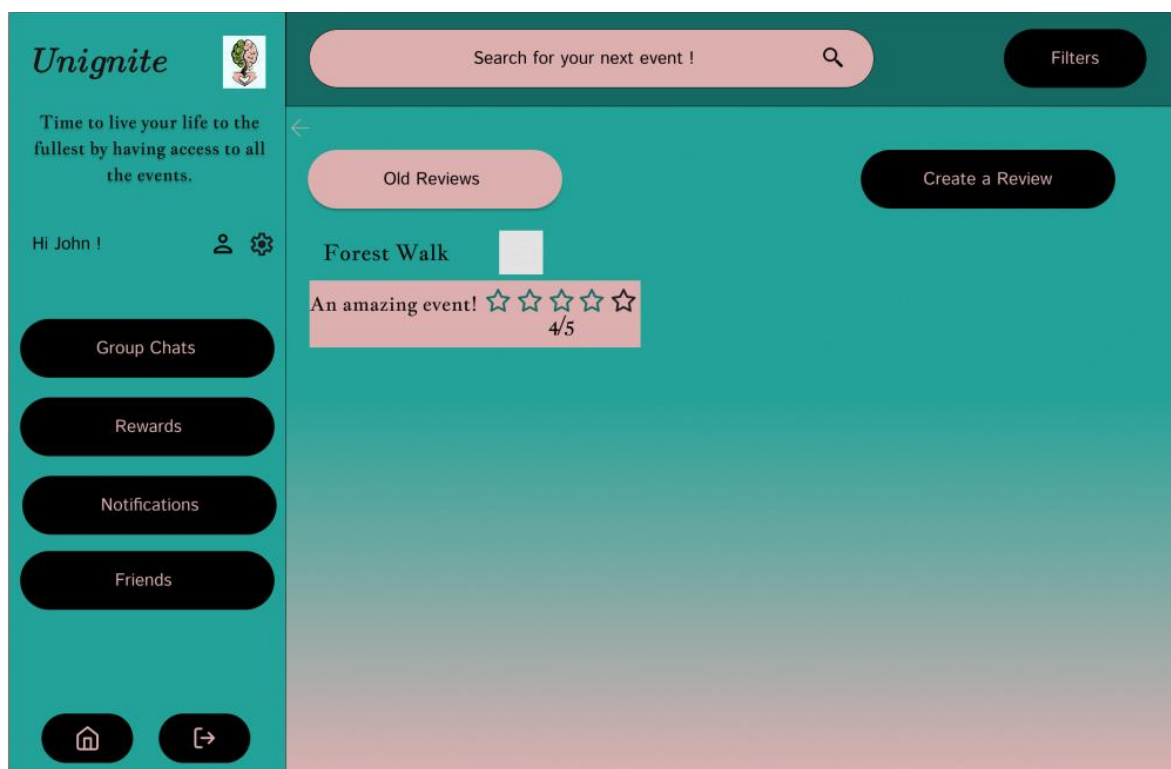 Unignite
Time to live your life to the
fullest by having access to all
the events.
Hi John !
Group Chats
Rewards
Notifications
Friends
Search for your next event !
Filters
Old Reviews
Create a Review
Forest Walk
An amazing event!
4/5